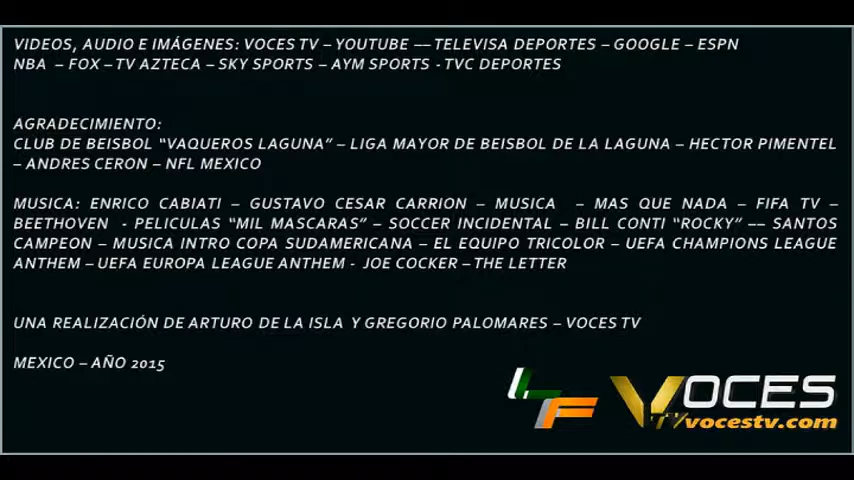 VIDEOS, AUDIO E IMÁGENES: VOCES TV – YOUTUBE –– TELEVISA DEPORTES – GOOGLE – ESPN
NBA – FOX – TV AZTECA – SKY SPORTS – AYM SPORTS - TVC DEPORTES
AGRADECIMIENTO:
CLUB DE BEISBOL “VAQUEROS LAGUNA” – LIGA MAYOR DE BEISBOL DE LA LAGUNA – HECTOR PIMENTEL
– ANDRES CERON – NFL MEXICO
MUSICA: ENRICO CABIATI – GUSTAVO CESAR CARRION – MUSICA – MAS QUE NADA – FIFA TV –
BEETHOVEN - PELICULAS “MIL MASCARAS” – SOCCER INCIDENTAL – BILL CONTI “ROCKY” –– SANTOS
CAMPEON – MUSICA INTRO COPA SUDAMERICANA – EL EQUIPO TRICOLOR – UEFA CHAMPIONS LEAGUE
ANTHEM – UEFA EUROPA LEAGUE ANTHEM - JOE COCKER – THE LETTER
UNA REALIZACIÓN DE ARTURO DE LA ISLA Y GREGORIO PALOMARES – VOCES TV
MEXICO – AÑO 2015
LF VOCES
TV vocestv.com